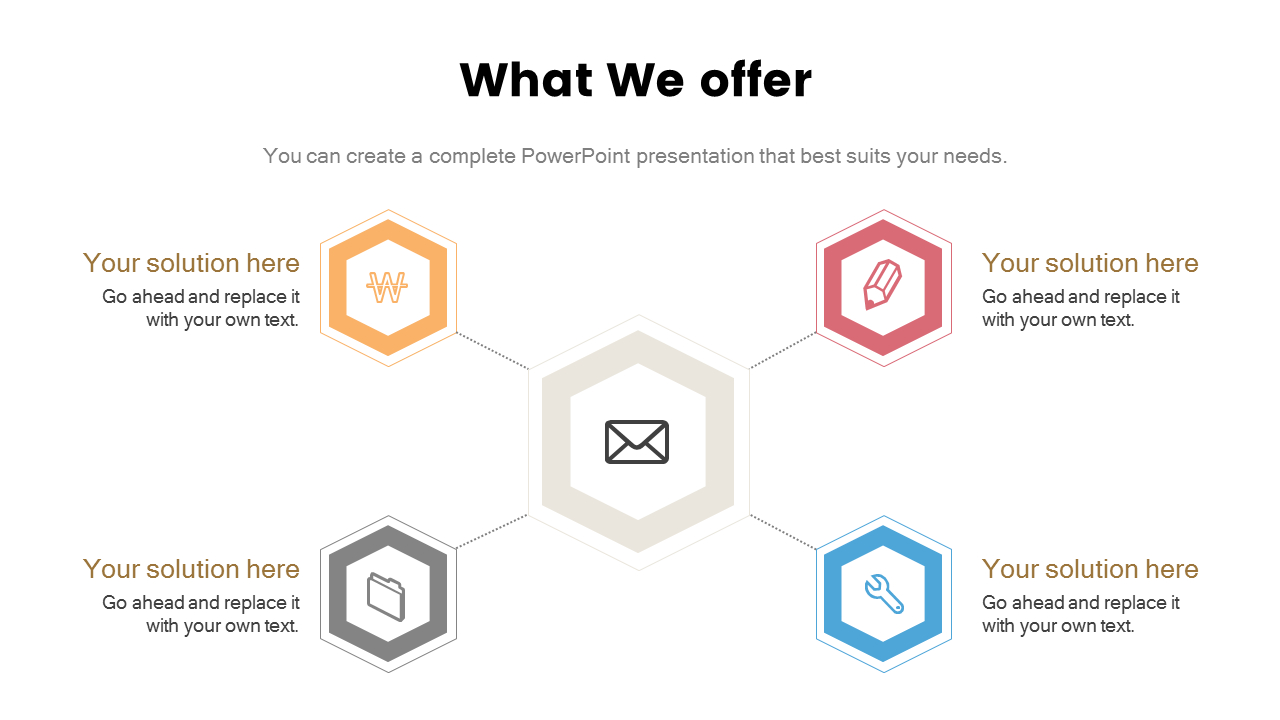 What We offer
You can create a complete PowerPoint presentation that best suits your needs.
Your solution here
Go ahead and replace it
with your own text.
Your solution here
Go ahead and replace it
with your own text.
Your solution here
Go ahead and replace it
with your own text.
Your solution here
Go ahead and replace it
with your own text.